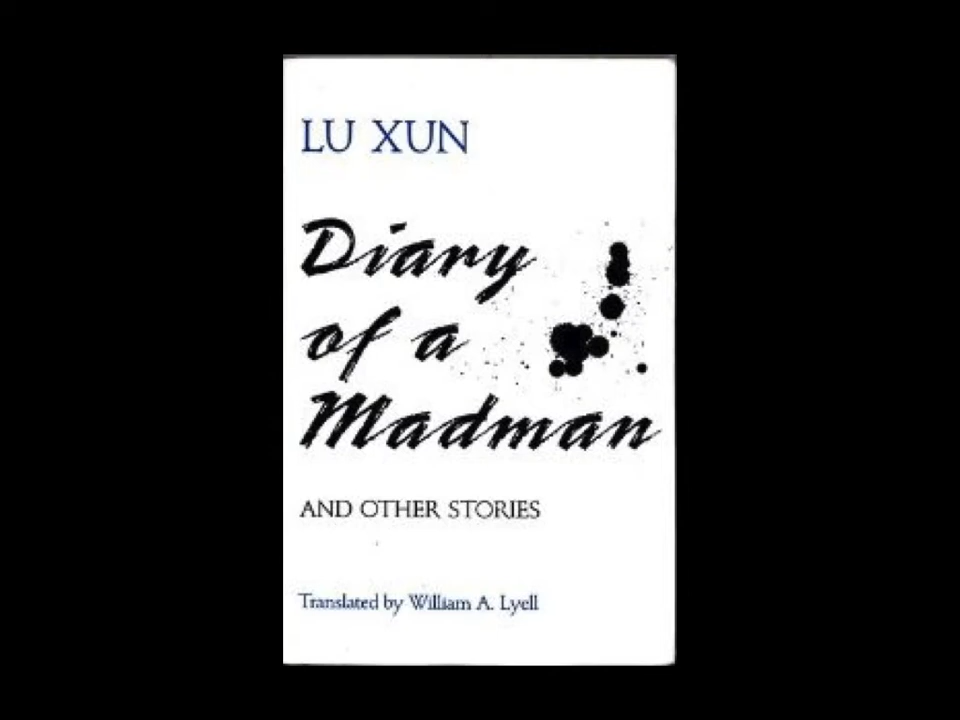 LU XUN
Diary
of a
Madman
AND OTHER STORIES
Translated by William A. Lyell